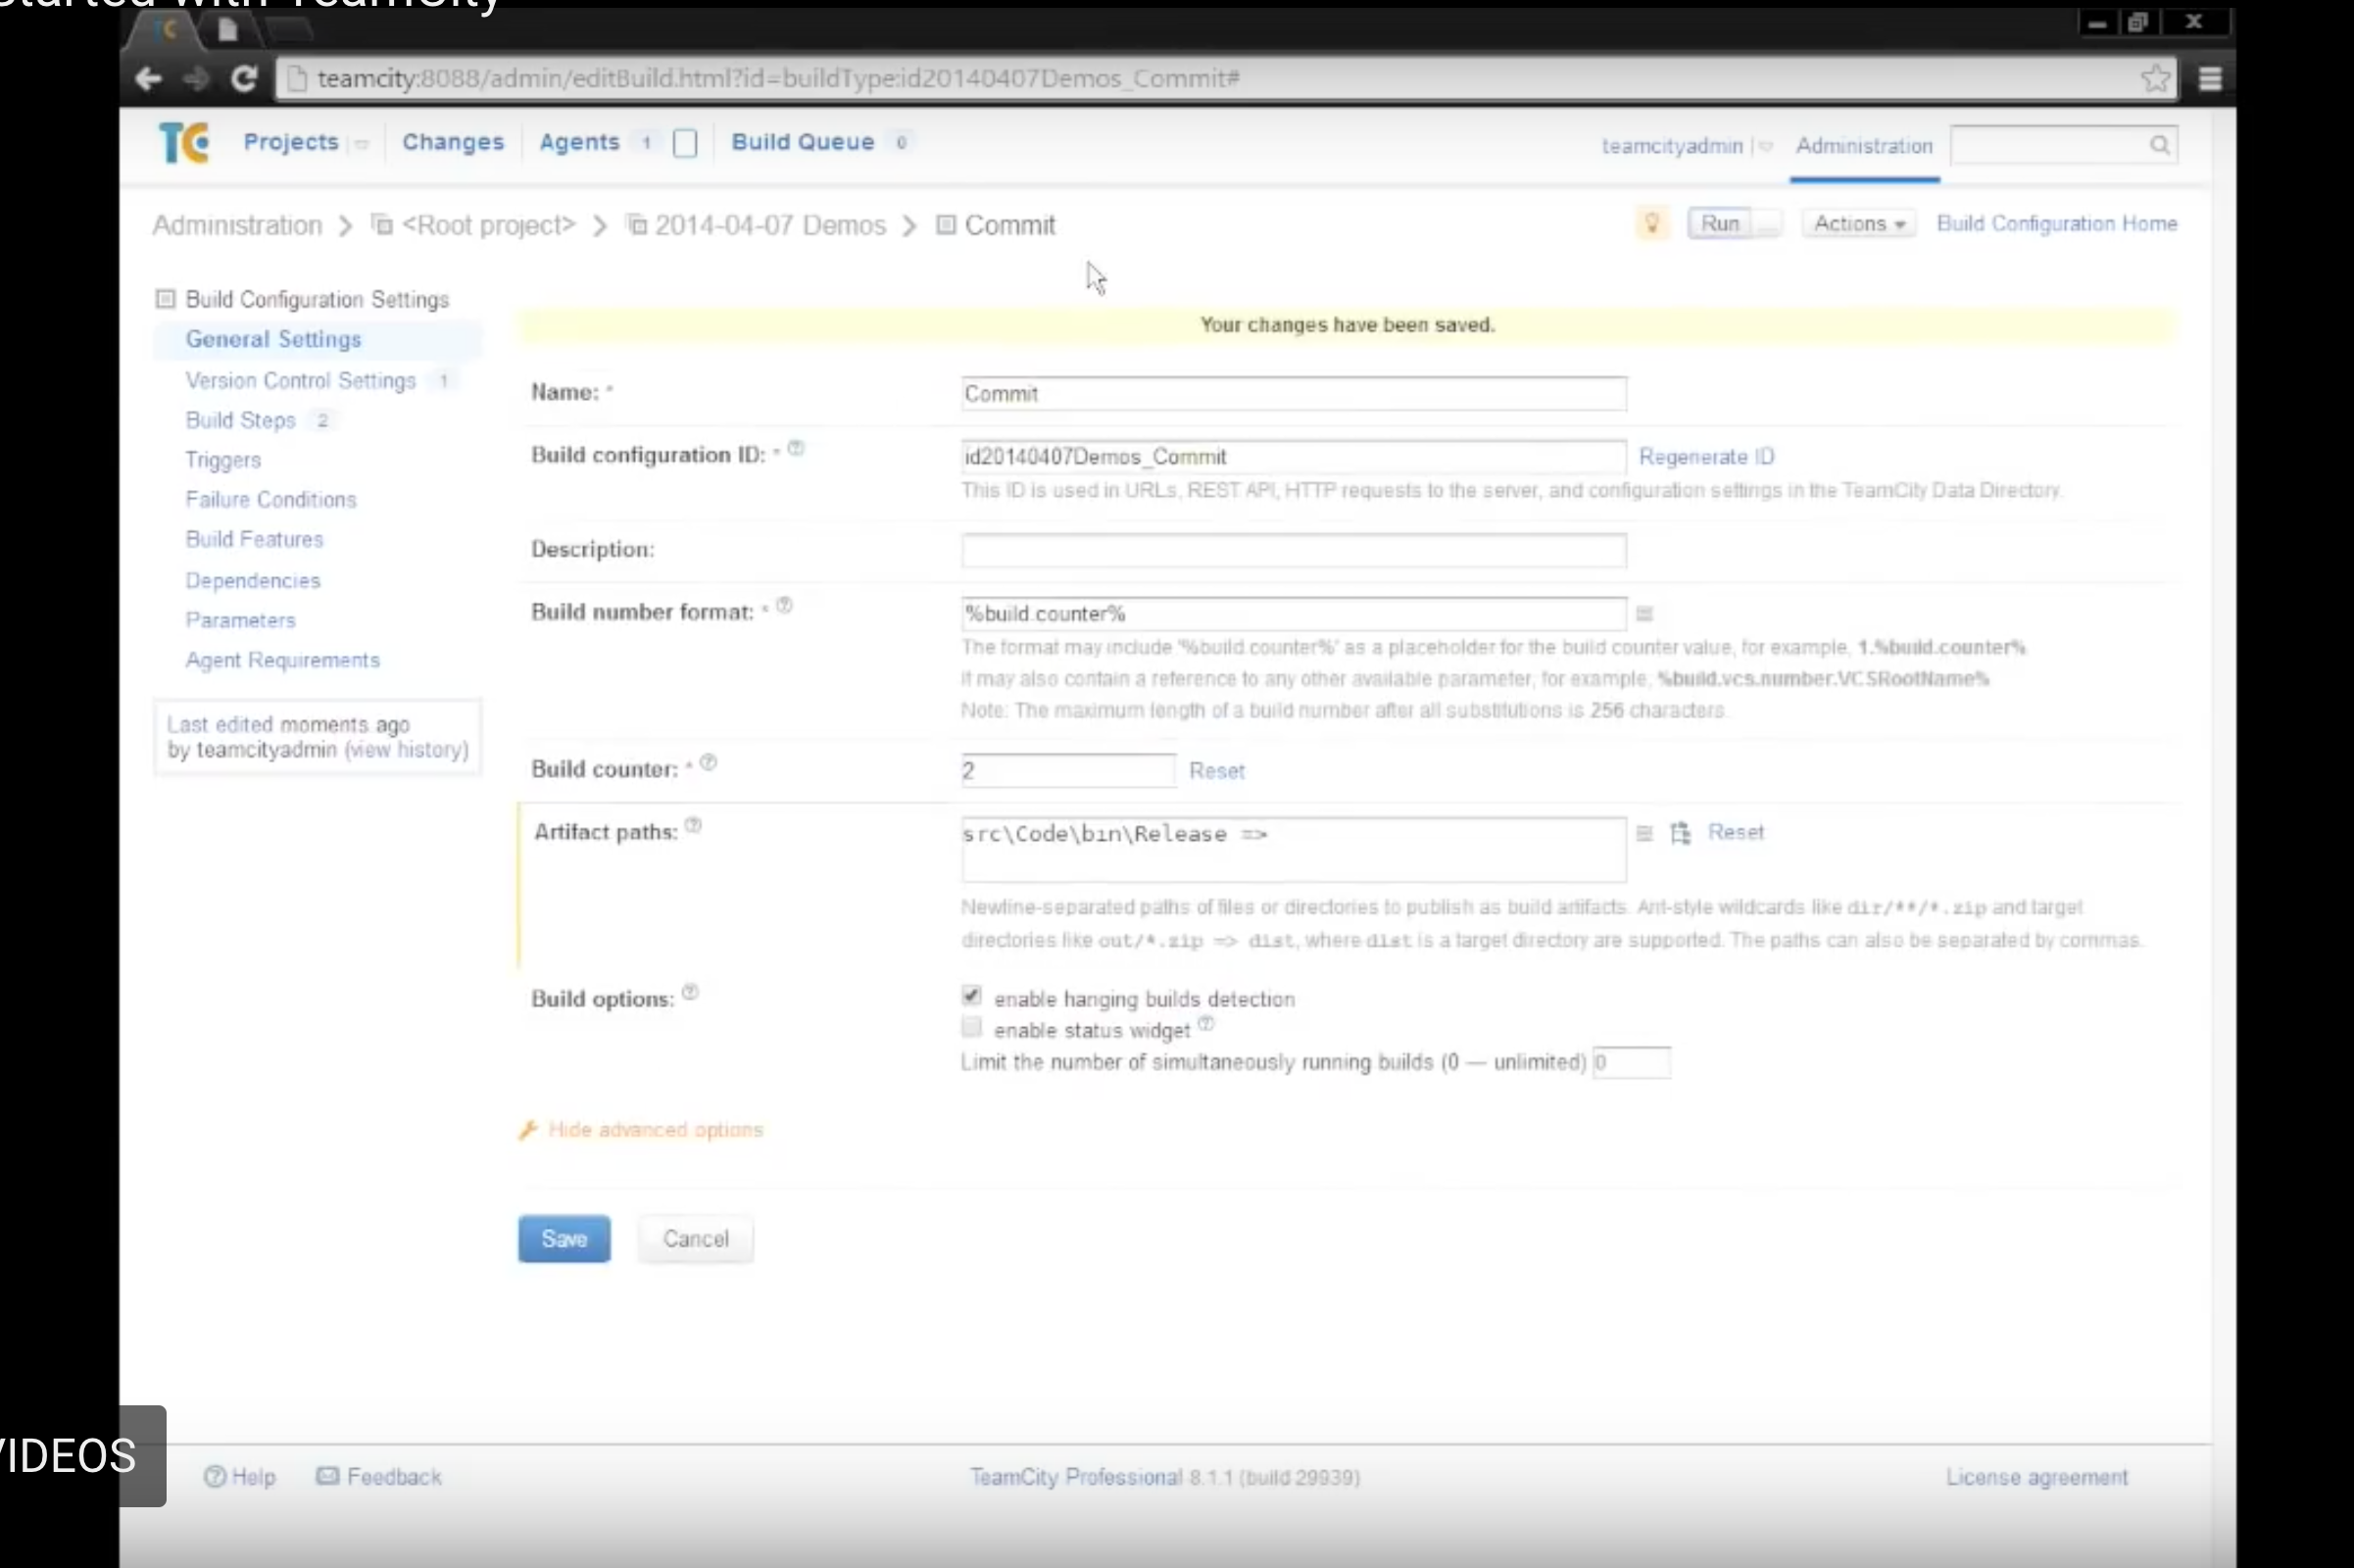 Started with TeamCity
teamcity:8088/admin/editBuild.html?id=buildType:id20140407Demos_Commit#
TC Projects Changes Agents 1 Build Queue 0 teamcityadmin Administration
Administration > <Root project> > 2014-04-07 Demos > Commit Run Actions Build Configuration Home
Build Configuration Settings
General Settings
Version Control Settings 1
Build Steps 2
Triggers
Failure Conditions
Build Features
Dependencies
Parameters
Agent Requirements
Last edited moments ago
by teamcityadmin (view history)
Your changes have been saved.
Name: * Commit
Build configuration ID: * id20140407Demos_Commit Regenerate ID
This ID is used in URLs, REST API, HTTP requests to the server, and configuration settings in the TeamCity Data Directory.
Description:
Build number format: * %build.counter%
The format may include '%build.counter%' as a placeholder for the build counter value, for example, 1.%build.counter%
It may also contain a reference to any other available parameter, for example, %build.vcs.number.VCSRootName%
Note: The maximum length of a build number after all substitutions is 256 characters.
Build counter: * 2 Reset
Artifact paths: src\Code\bin\Release => Reset
Newline-separated paths of files or directories to publish as build artifacts. Ant-style wildcards like dir/**/*.zip and target
directories like out/*.zip => dist, where dist is a target directory are supported. The paths can also be separated by commas.
Build options: enable hanging builds detection
enable status widget
Limit the number of simultaneously running builds (0 — unlimited) 0
Hide advanced options
Save Cancel
VIDEOS
Help Feedback TeamCity Professional 8.1.1 (build 29939) License agreement